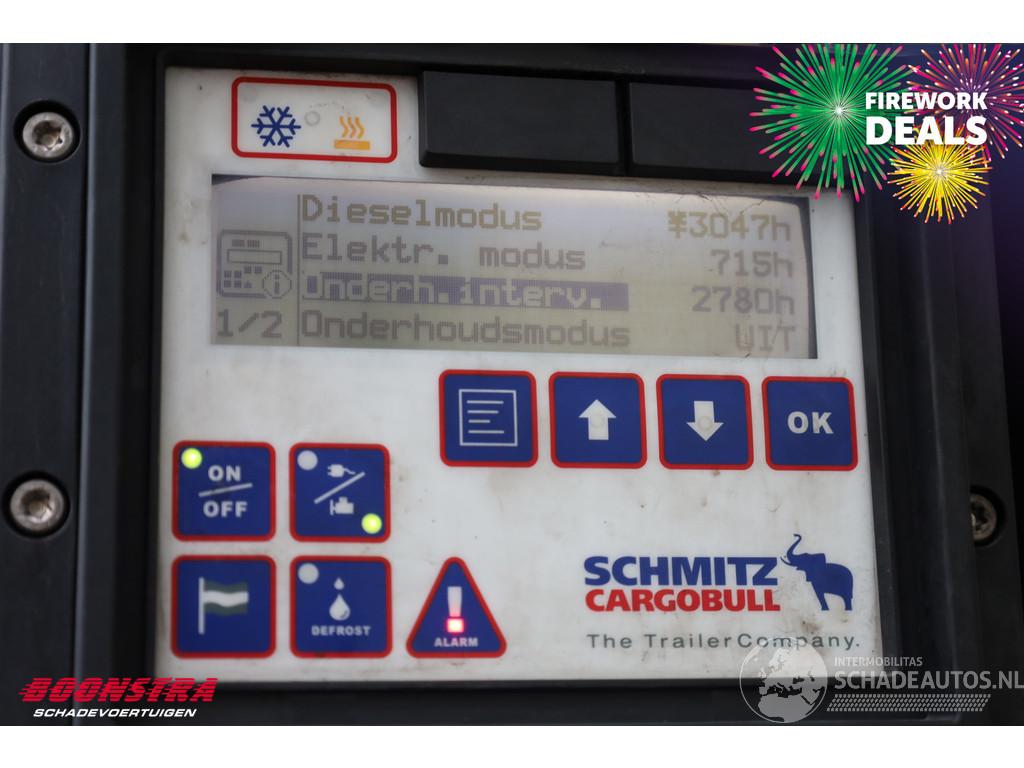 FIREWORK
DEALS
Dieselmodus ¥3047h
Elektr. modus 715h
Onderh.interv. 2780h
1/2 Onderhoudsmodus UIT
OK
ON
OFF
DEFROST
ALARM
SCHMITZ
CARGOBULL
The TrailerCompany.
BOONSTRA
SCHADEVOERTUIGEN
INTERMOBILITAS
SCHADEAUTOS.NL